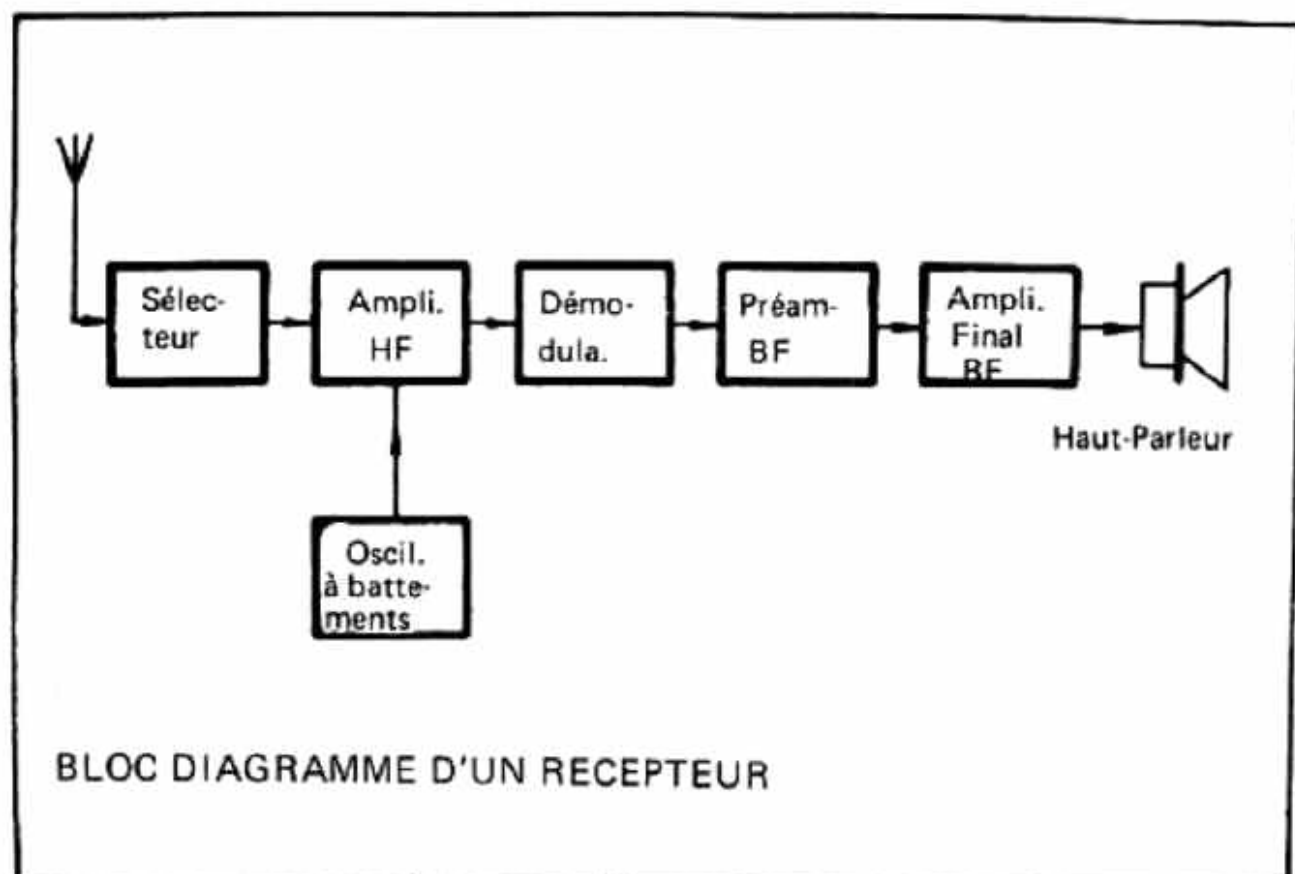 Sélec-
teur
Ampli.
HF
Démo-
dula.
Préam-
BF
Ampli.
Final
BF
Haut-Parleur
Oscil.
à batte-
ments
BLOC DIAGRAMME D'UN RECEPTEUR